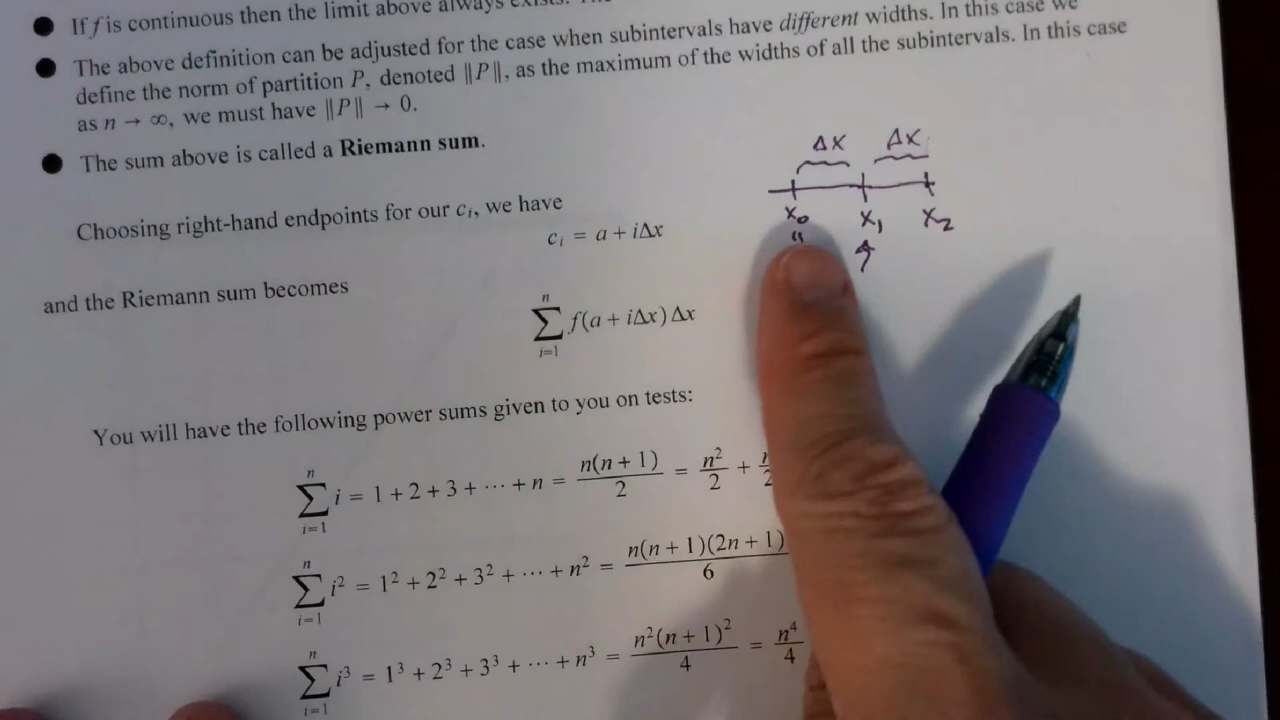 ● If f is continuous then the limit above always exists.
● The above definition can be adjusted for the case when subintervals have different widths. In this case we
define the norm of partition P, denoted ‖P‖, as the maximum of the widths of all the subintervals. In this case
as n → ∞, we must have ‖P‖ → 0.
● The sum above is called a Riemann sum.
Δx Δx
x₀ x₁ x₂
Choosing right-hand endpoints for our cᵢ, we have
cᵢ = a + iΔx
and the Riemann sum becomes
∑_{i=1}^{n} f(a + iΔx) Δx
You will have the following power sums given to you on tests:
∑_{i=1}^{n} i = 1 + 2 + 3 + ⋯ + n = n(n + 1)/2 = n²/2 +
∑_{i=1}^{n} i² = 1² + 2² + 3² + ⋯ + n² = n(n + 1)(2n + 1)/6
∑_{i=1}^{n} i³ = 1³ + 2³ + 3³ + ⋯ + n³ = n²(n + 1)²/4 = n⁴/4